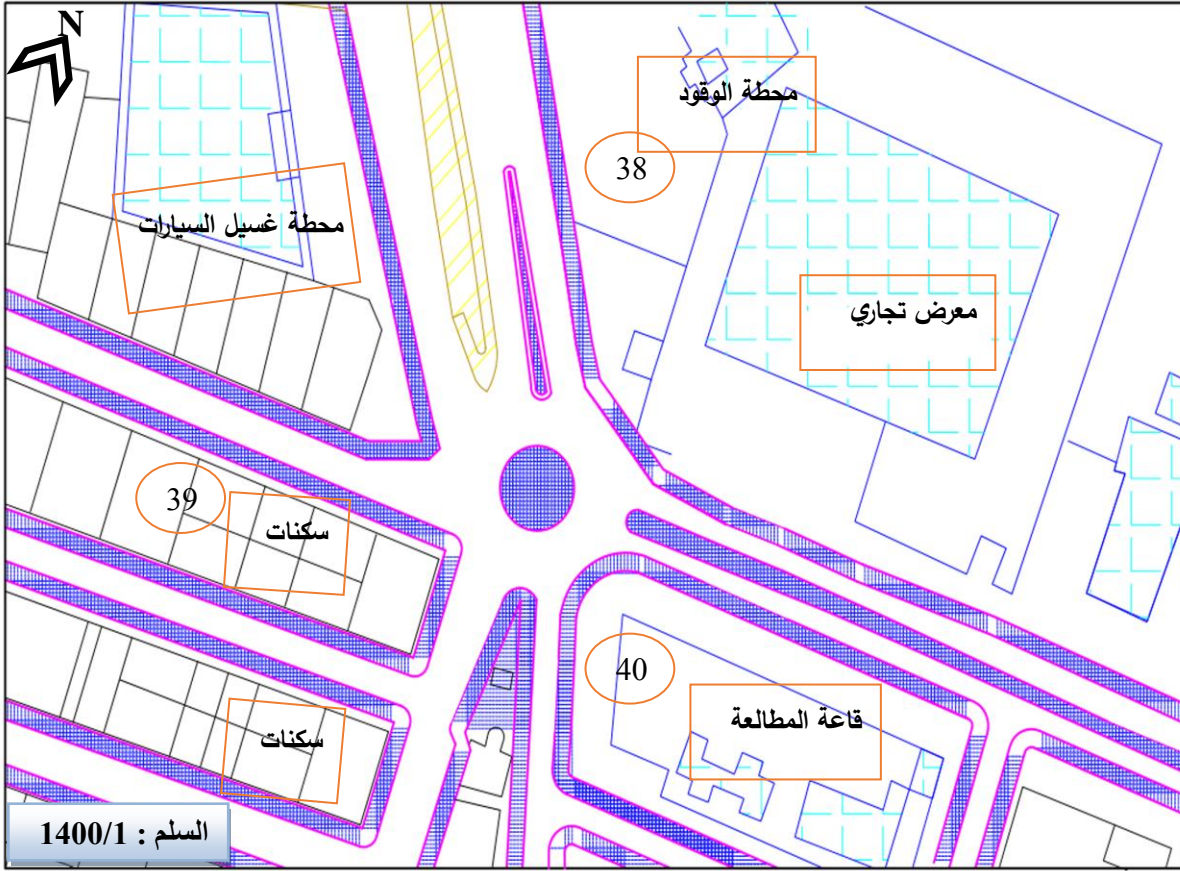 N
محطة الوقود
38
محطة غسيل السيارات
معرض تجاري
39
سكنات
40
قاعة المطالعة
سكنات
السلم : 1400/1